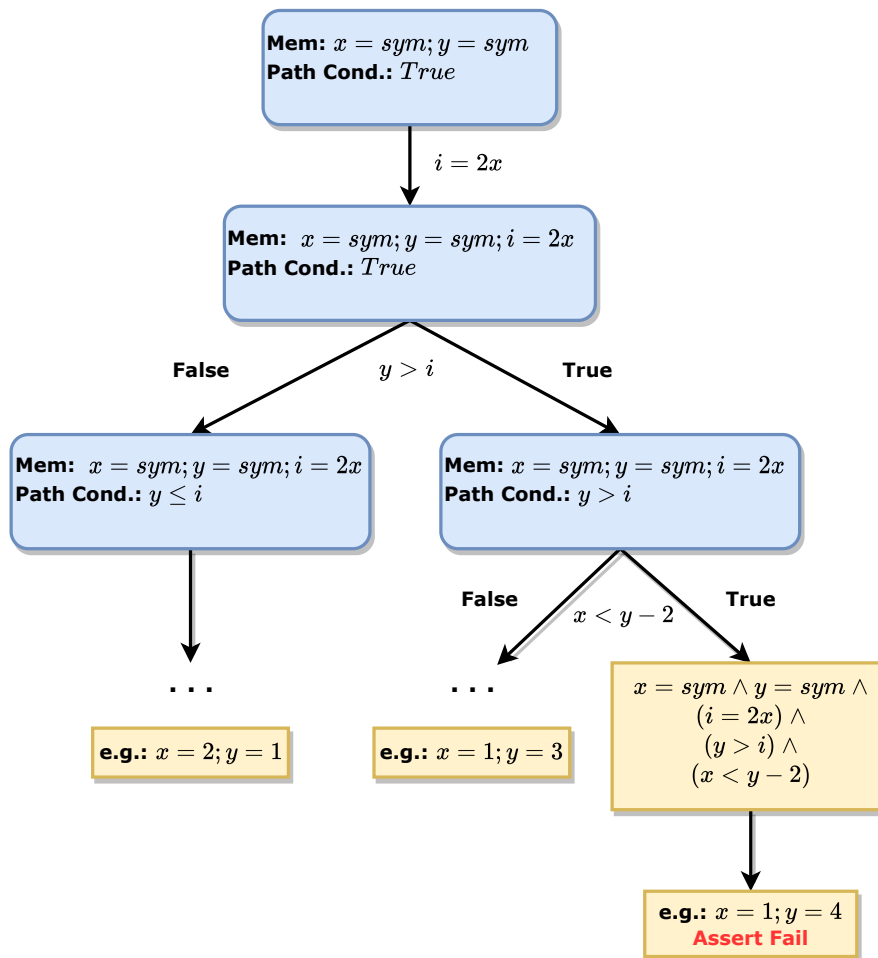 Mem: x = sym; y = sym
Path Cond.: True
i = 2x
Mem: x = sym; y = sym; i = 2x
Path Cond.: True
False
y > i
True
Mem: x = sym; y = sym; i = 2x
Path Cond.: y ≤ i
Mem: x = sym; y = sym; i = 2x
Path Cond.: y > i
False
x < y − 2
True
...
...
x = sym ∧ y = sym ∧
(i = 2x) ∧
(y > i) ∧
(x < y − 2)
e.g.: x = 2; y = 1
e.g.: x = 1; y = 3
e.g.: x = 1; y = 4
Assert Fail